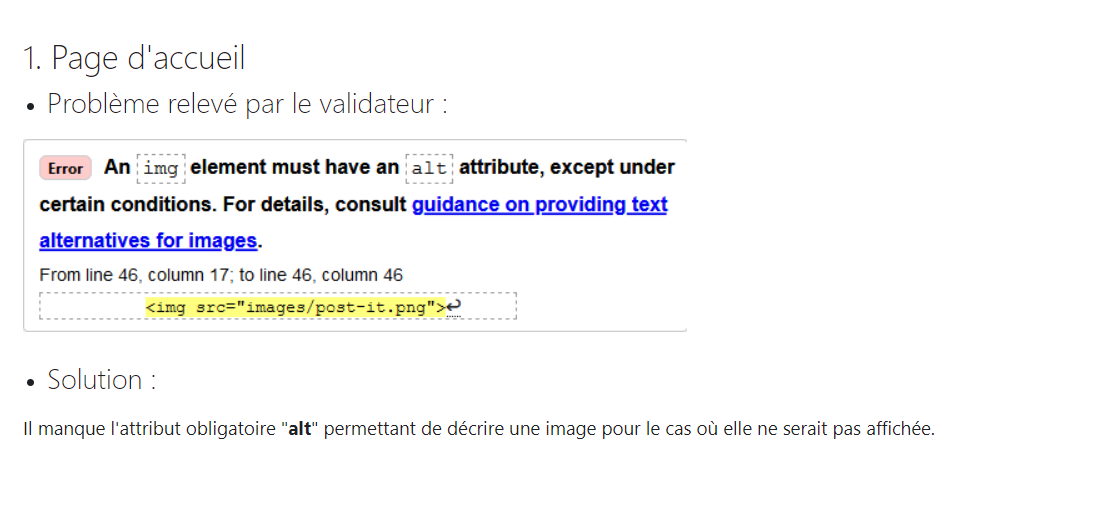 1. Page d'accueil
• Problème relevé par le validateur :
Error An img element must have an alt attribute, except under
certain conditions. For details, consult guidance on providing text
alternatives for images.
From line 46, column 17; to line 46, column 46
<img src="images/post-it.png">↩
• Solution :
Il manque l'attribut obligatoire "alt" permettant de décrire une image pour le cas où elle ne serait pas affichée.